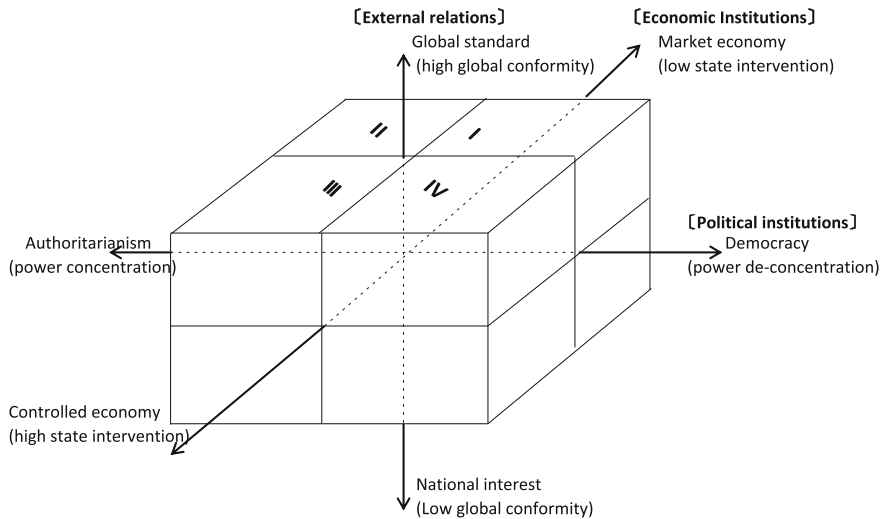 〔External relations〕
Global standard
(high global conformity)
〔Economic Institutions〕
Market economy
(low state intervention)
II
I
III
IV
Authoritarianism
(power concentration)
〔Political institutions〕
Democracy
(power de-concentration)
Controlled economy
(high state intervention)
National interest
(Low global conformity)